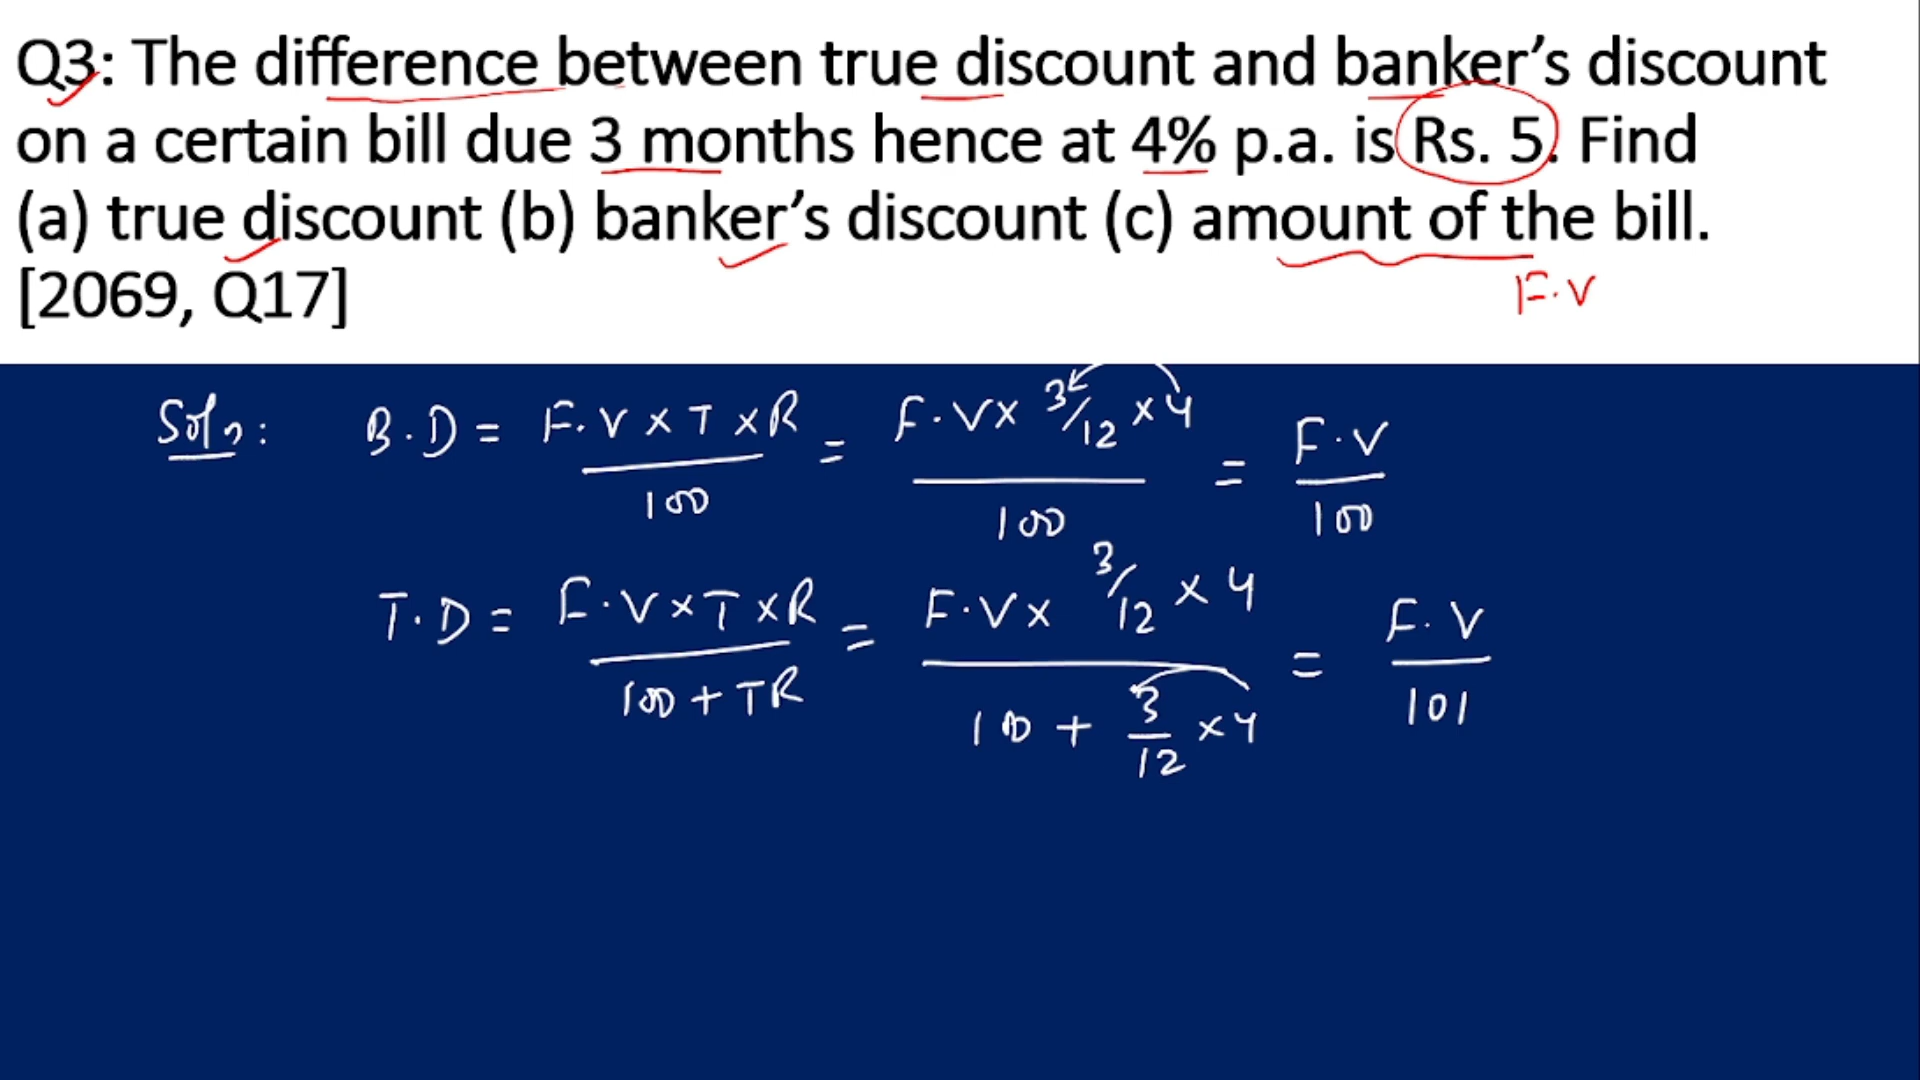 Q3: The difference between true discount and banker’s discount
on a certain bill due 3 months hence at 4% p.a. is Rs. 5. Find
(a) true discount (b) banker’s discount (c) amount of the bill.
[2069, Q17]
F.V
Soln: B.D = F.V×T×R/100 = F.V× 3/12 ×4/100 = F.V/100
T.D = F.V×T×R/100+TR = F.V× 3/12 ×4/100 + 3/12 ×4 = F.V/101